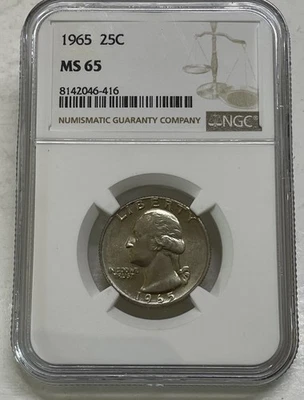 1965 25C
MS 65
8142046-416
NUMISMATIC GUARANTY COMPANY
NGC
LIBERTY
IN GOD WE
TRUST
1965